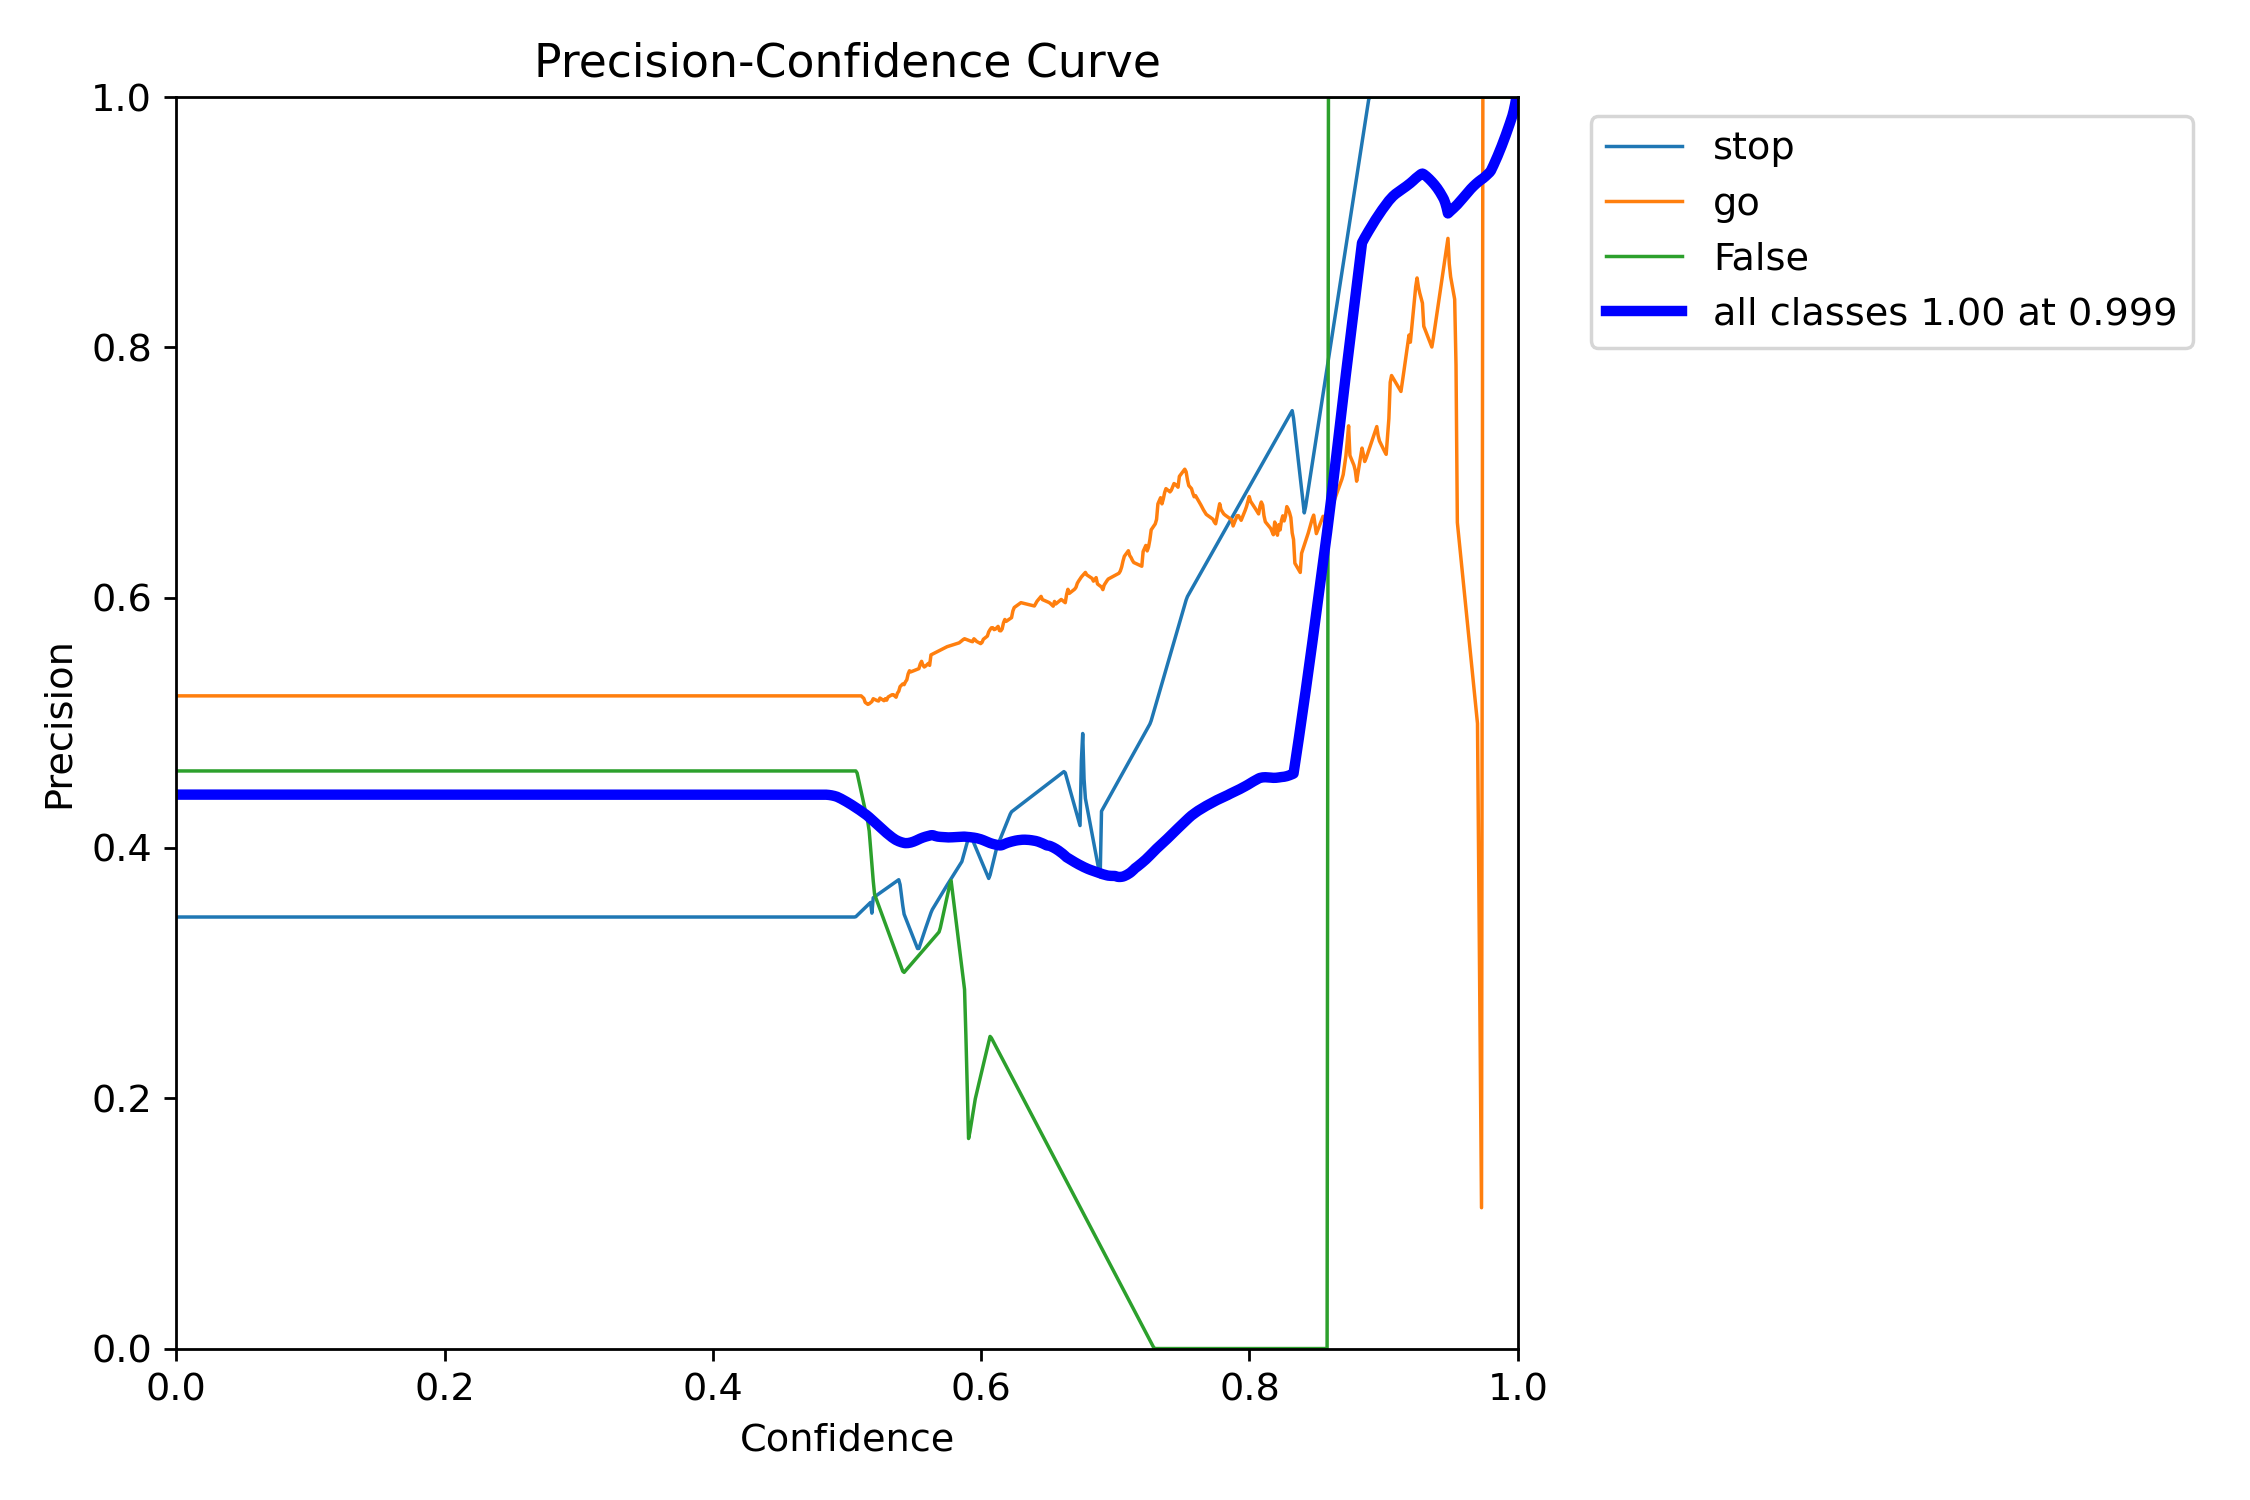 Precision-Confidence Curve
1.0
0.8
0.6
0.4
0.2
0.0
Precision
0.0 0.2 0.4 0.6 0.8 1.0
Confidence
stop
go
False
all classes 1.00 at 0.999